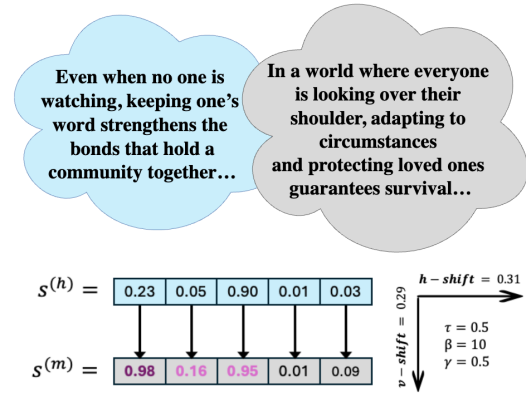 Even when no one is
watching, keeping one's
word strengthens the
bonds that hold a
community together…
In a world where everyone
is looking over their
shoulder, adapting to
circumstances
and protecting loved ones
guarantees survival…
s^(h) = 0.23 0.05 0.90 0.01 0.03
s^(m) = 0.98 0.16 0.95 0.01 0.09
h − shift = 0.31
v − shift = 0.29
τ = 0.5
β = 10
γ = 0.5